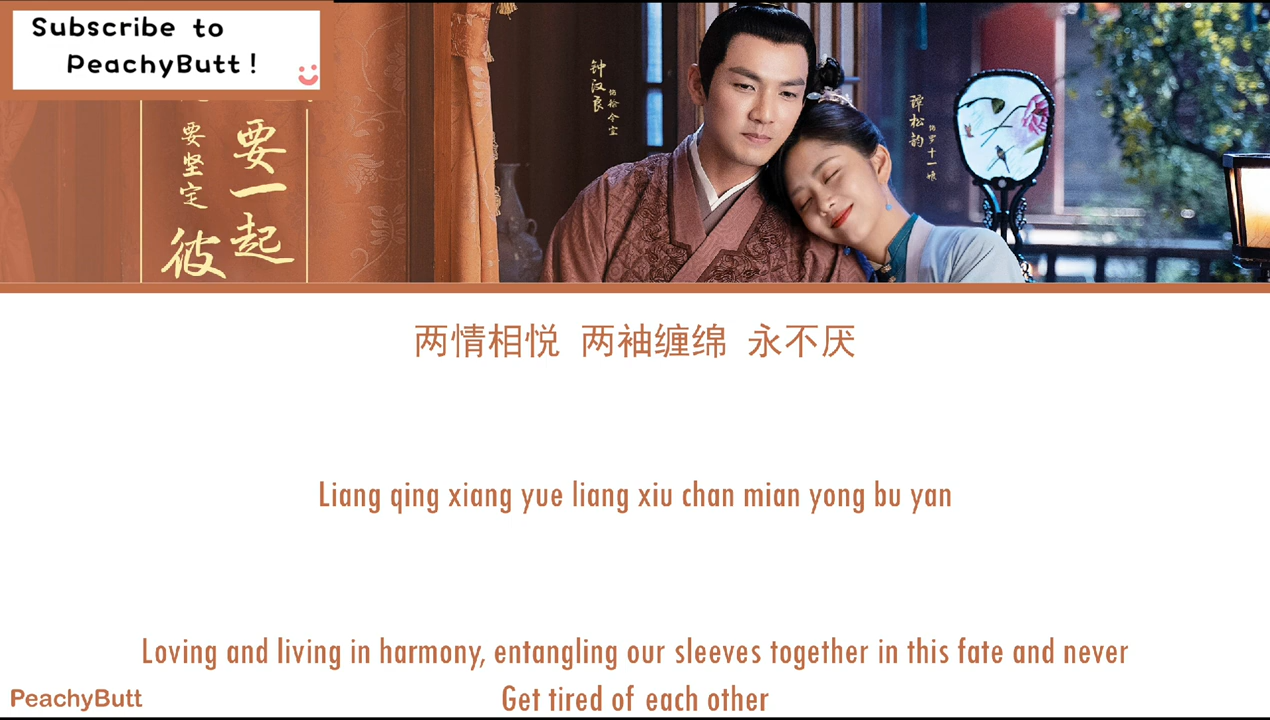 Subscribe to
PeachyButt!
要一起
要坚定
彼
钟汉良
饰徐令宜
谭松韵
饰罗十一娘
两情相悦 两袖缠绵 永不厌
Liang qing xiang yue liang xiu chan mian yong bu yan
Loving and living in harmony, entangling our sleeves together in this fate and never
Get tired of each other
PeachyButt